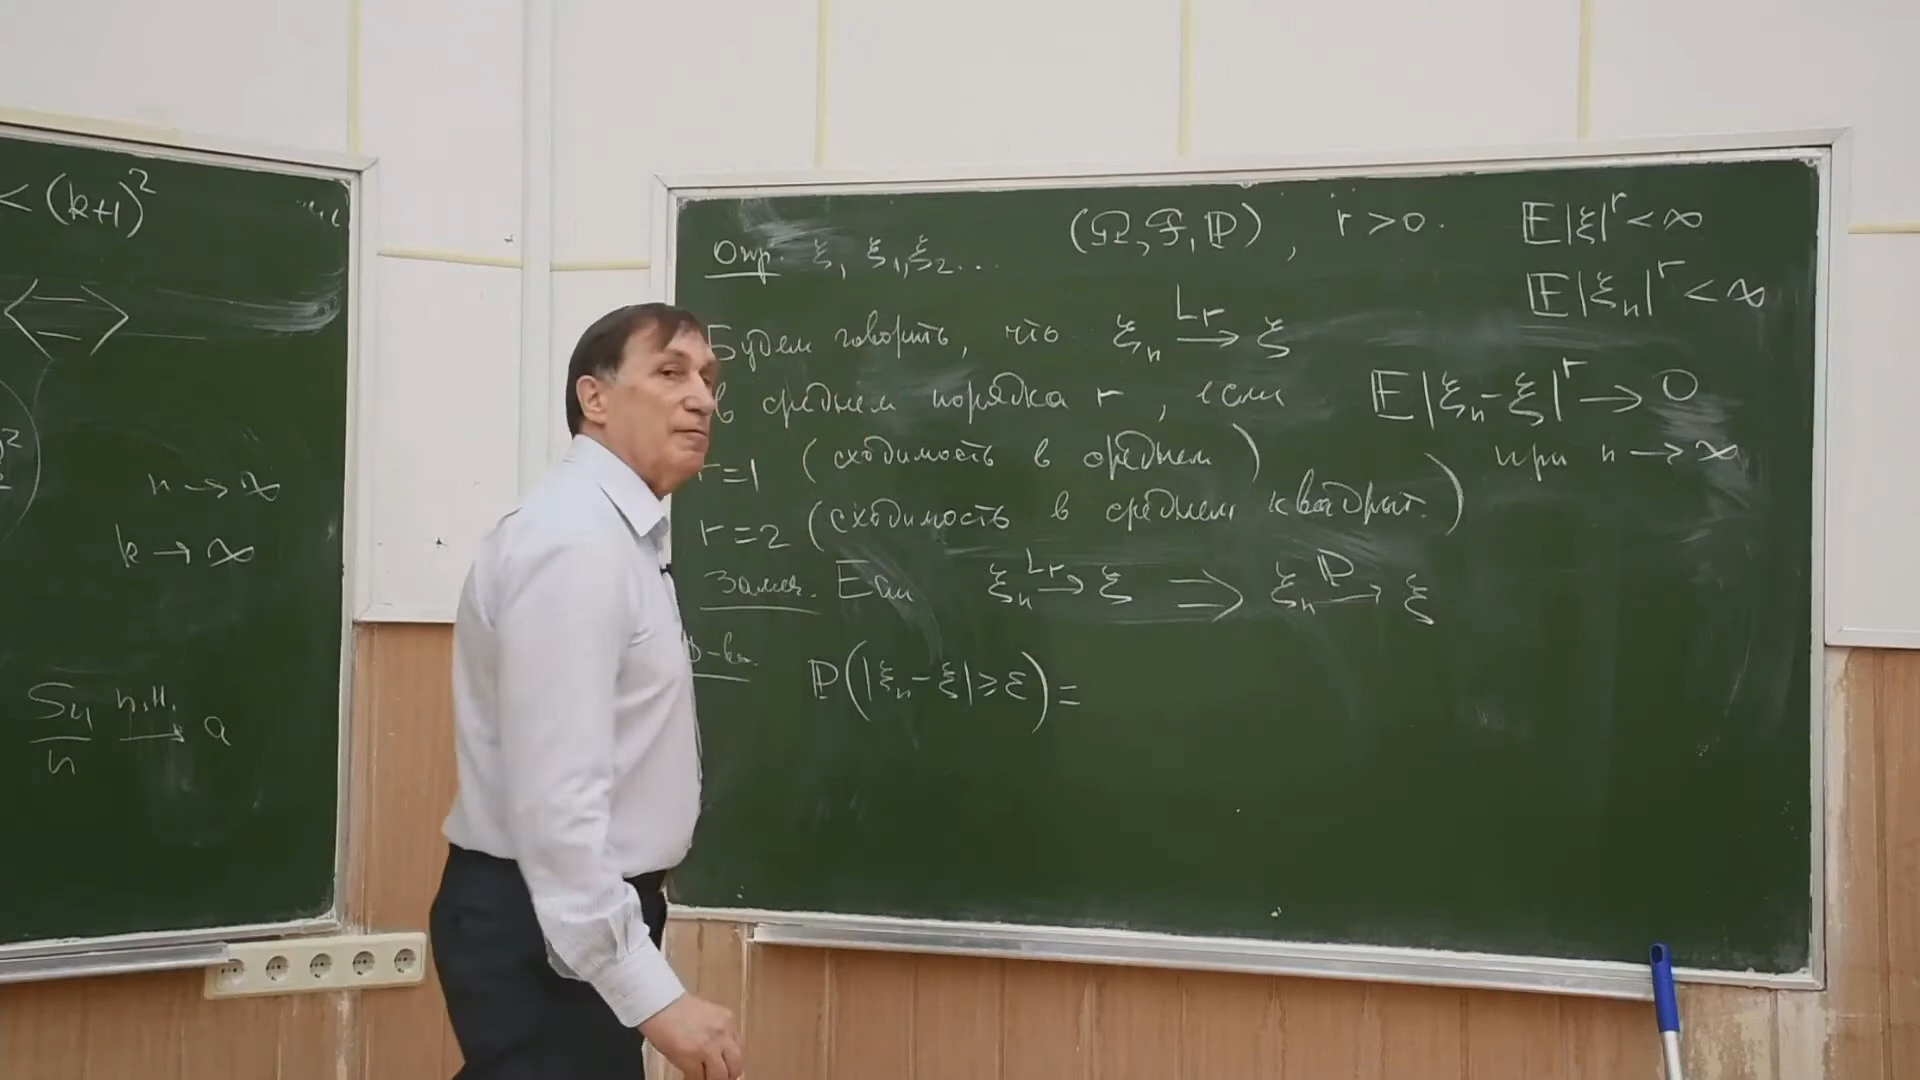 < (k+1)²
⟺
n → ∞
k → ∞
Sₙ/n п.н.→ a
Опр. ξ, ξ₁, ξ₂... (Ω, ℱ, ℙ), r > 0. 𝔼|ξ|ʳ < ∞
𝔼|ξₙ|ʳ < ∞
Будем говорить, что ξₙ Lr→ ξ
в среднем порядка r, если 𝔼|ξₙ-ξ|ʳ → 0
при n → ∞
r=1 (сходимость в среднем)
r=2 (сходимость в среднем квадрат.)
Замеч. Если ξₙ Lr→ ξ ⇒ ξₙ ℙ→ ξ
Д-во. ℙ(|ξₙ-ξ| ⩾ ε) =